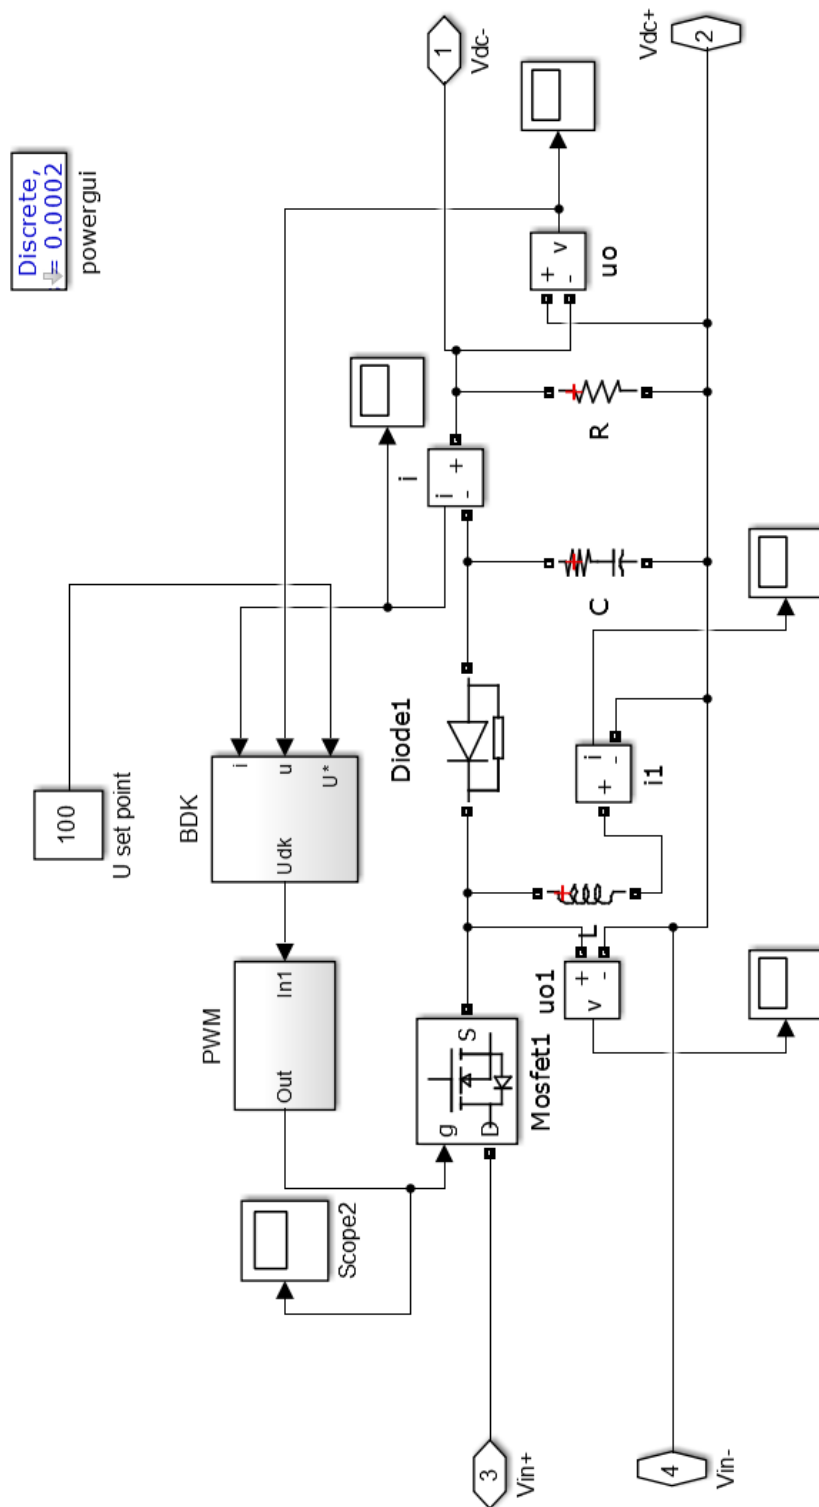 Discrete,
= 0.0002
powergui
100
U set point
BDK
i
u
U*
Udk
PWM
In1
Out
Scope2
g
D
S
Mosfet1
Diode1
i
i
+
-
1
Vdc-
2
Vdc+
+
-
v
uo
R
C
i
+
-
i1
L
+
-
v
uo1
3
Vin+
4
Vin-